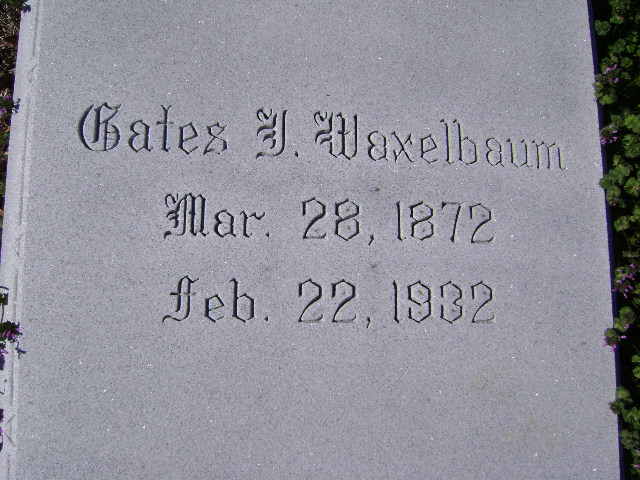 Gates J. Waxelbaum
Mar. 28, 1872
Feb. 22, 1932